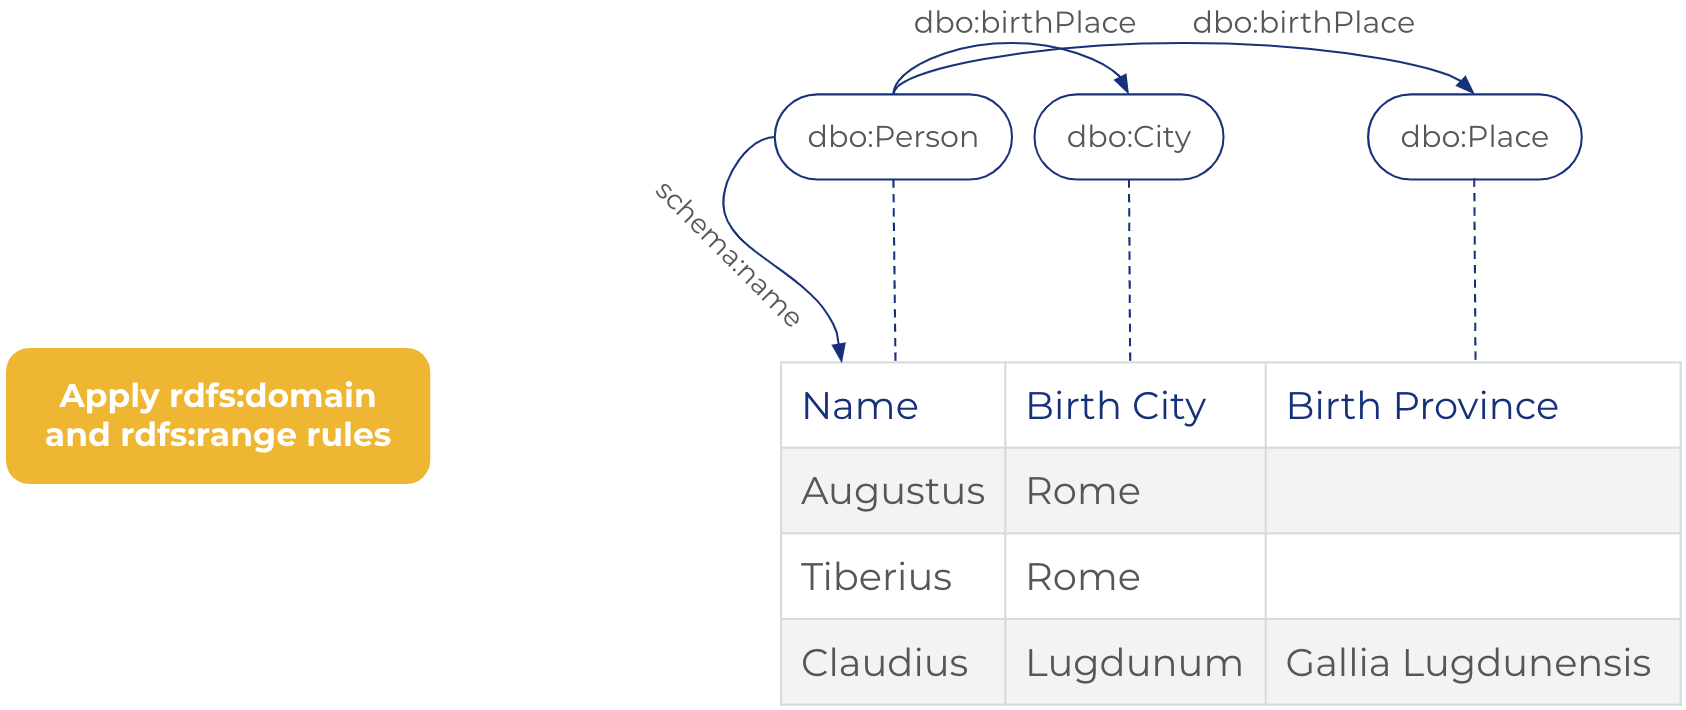 dbo:birthPlace dbo:birthPlace
dbo:Person dbo:City dbo:Place
schema:name
Apply rdfs:domain
and rdfs:range rules
Name Birth City Birth Province
Augustus Rome
Tiberius Rome
Claudius Lugdunum Gallia Lugdunensis